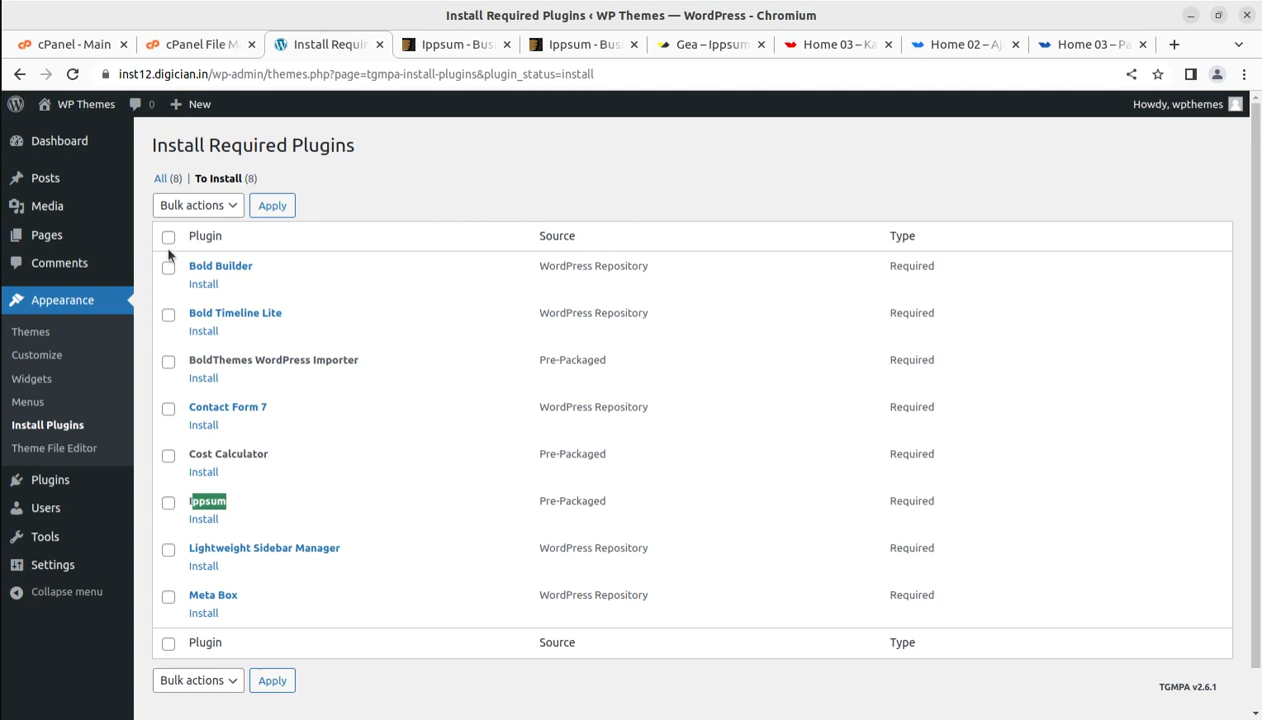 Install Required Plugins ‹ WP Themes — WordPress - Chromium
cPanel - Main
cPanel File M
Install Requir
Ippsum - Bus
Ippsum - Bus
Gea – Ippsum
Home 03 – Ka
Home 02 – Aj
Home 03 – Pa
inst12.digician.in/wp-admin/themes.php?page=tgmpa-install-plugins&plugin_status=install
WP Themes 0 New
Howdy, wpthemes
Dashboard
Posts
Media
Pages
Comments
Appearance
Themes
Customize
Widgets
Menus
Install Plugins
Theme File Editor
Plugins
Users
Tools
Settings
Collapse menu
Install Required Plugins
All (8) | To Install (8)
Bulk actions Apply
Plugin Source Type
Bold Builder WordPress Repository Required
Install
Bold Timeline Lite WordPress Repository Required
Install
BoldThemes WordPress Importer Pre-Packaged Required
Install
Contact Form 7 WordPress Repository Required
Install
Cost Calculator Pre-Packaged Required
Install
Ippsum Pre-Packaged Required
Install
Lightweight Sidebar Manager WordPress Repository Required
Install
Meta Box WordPress Repository Required
Install
Plugin Source Type
Bulk actions Apply
TGMPA v2.6.1